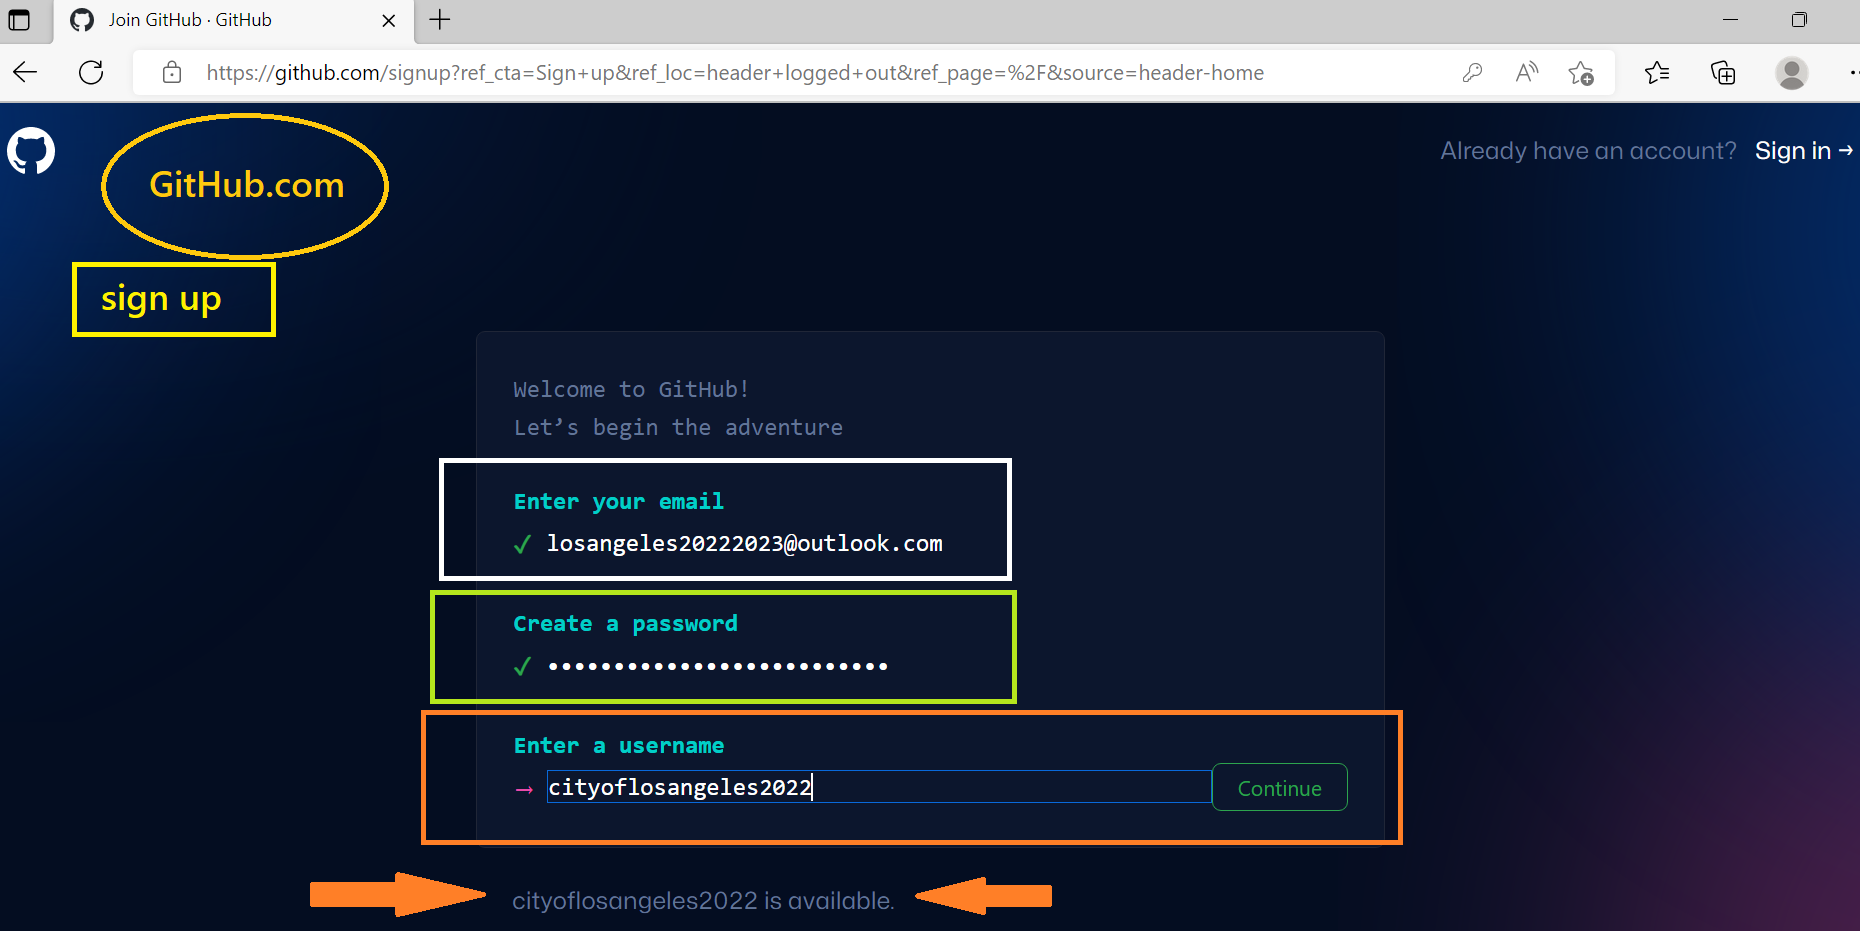 Join GitHub · GitHub
https://github.com/signup?ref_cta=Sign+up&ref_loc=header+logged+out&ref_page=%2F&source=header-home
GitHub.com
Already have an account? Sign in →
sign up
Welcome to GitHub!
Let’s begin the adventure
Enter your email
✓ losangeles20222023@outlook.com
Create a password
✓ ••••••••••••••••••••••••••
Enter a username
→ cityoflosangeles2022
Continue
cityoflosangeles2022 is available.